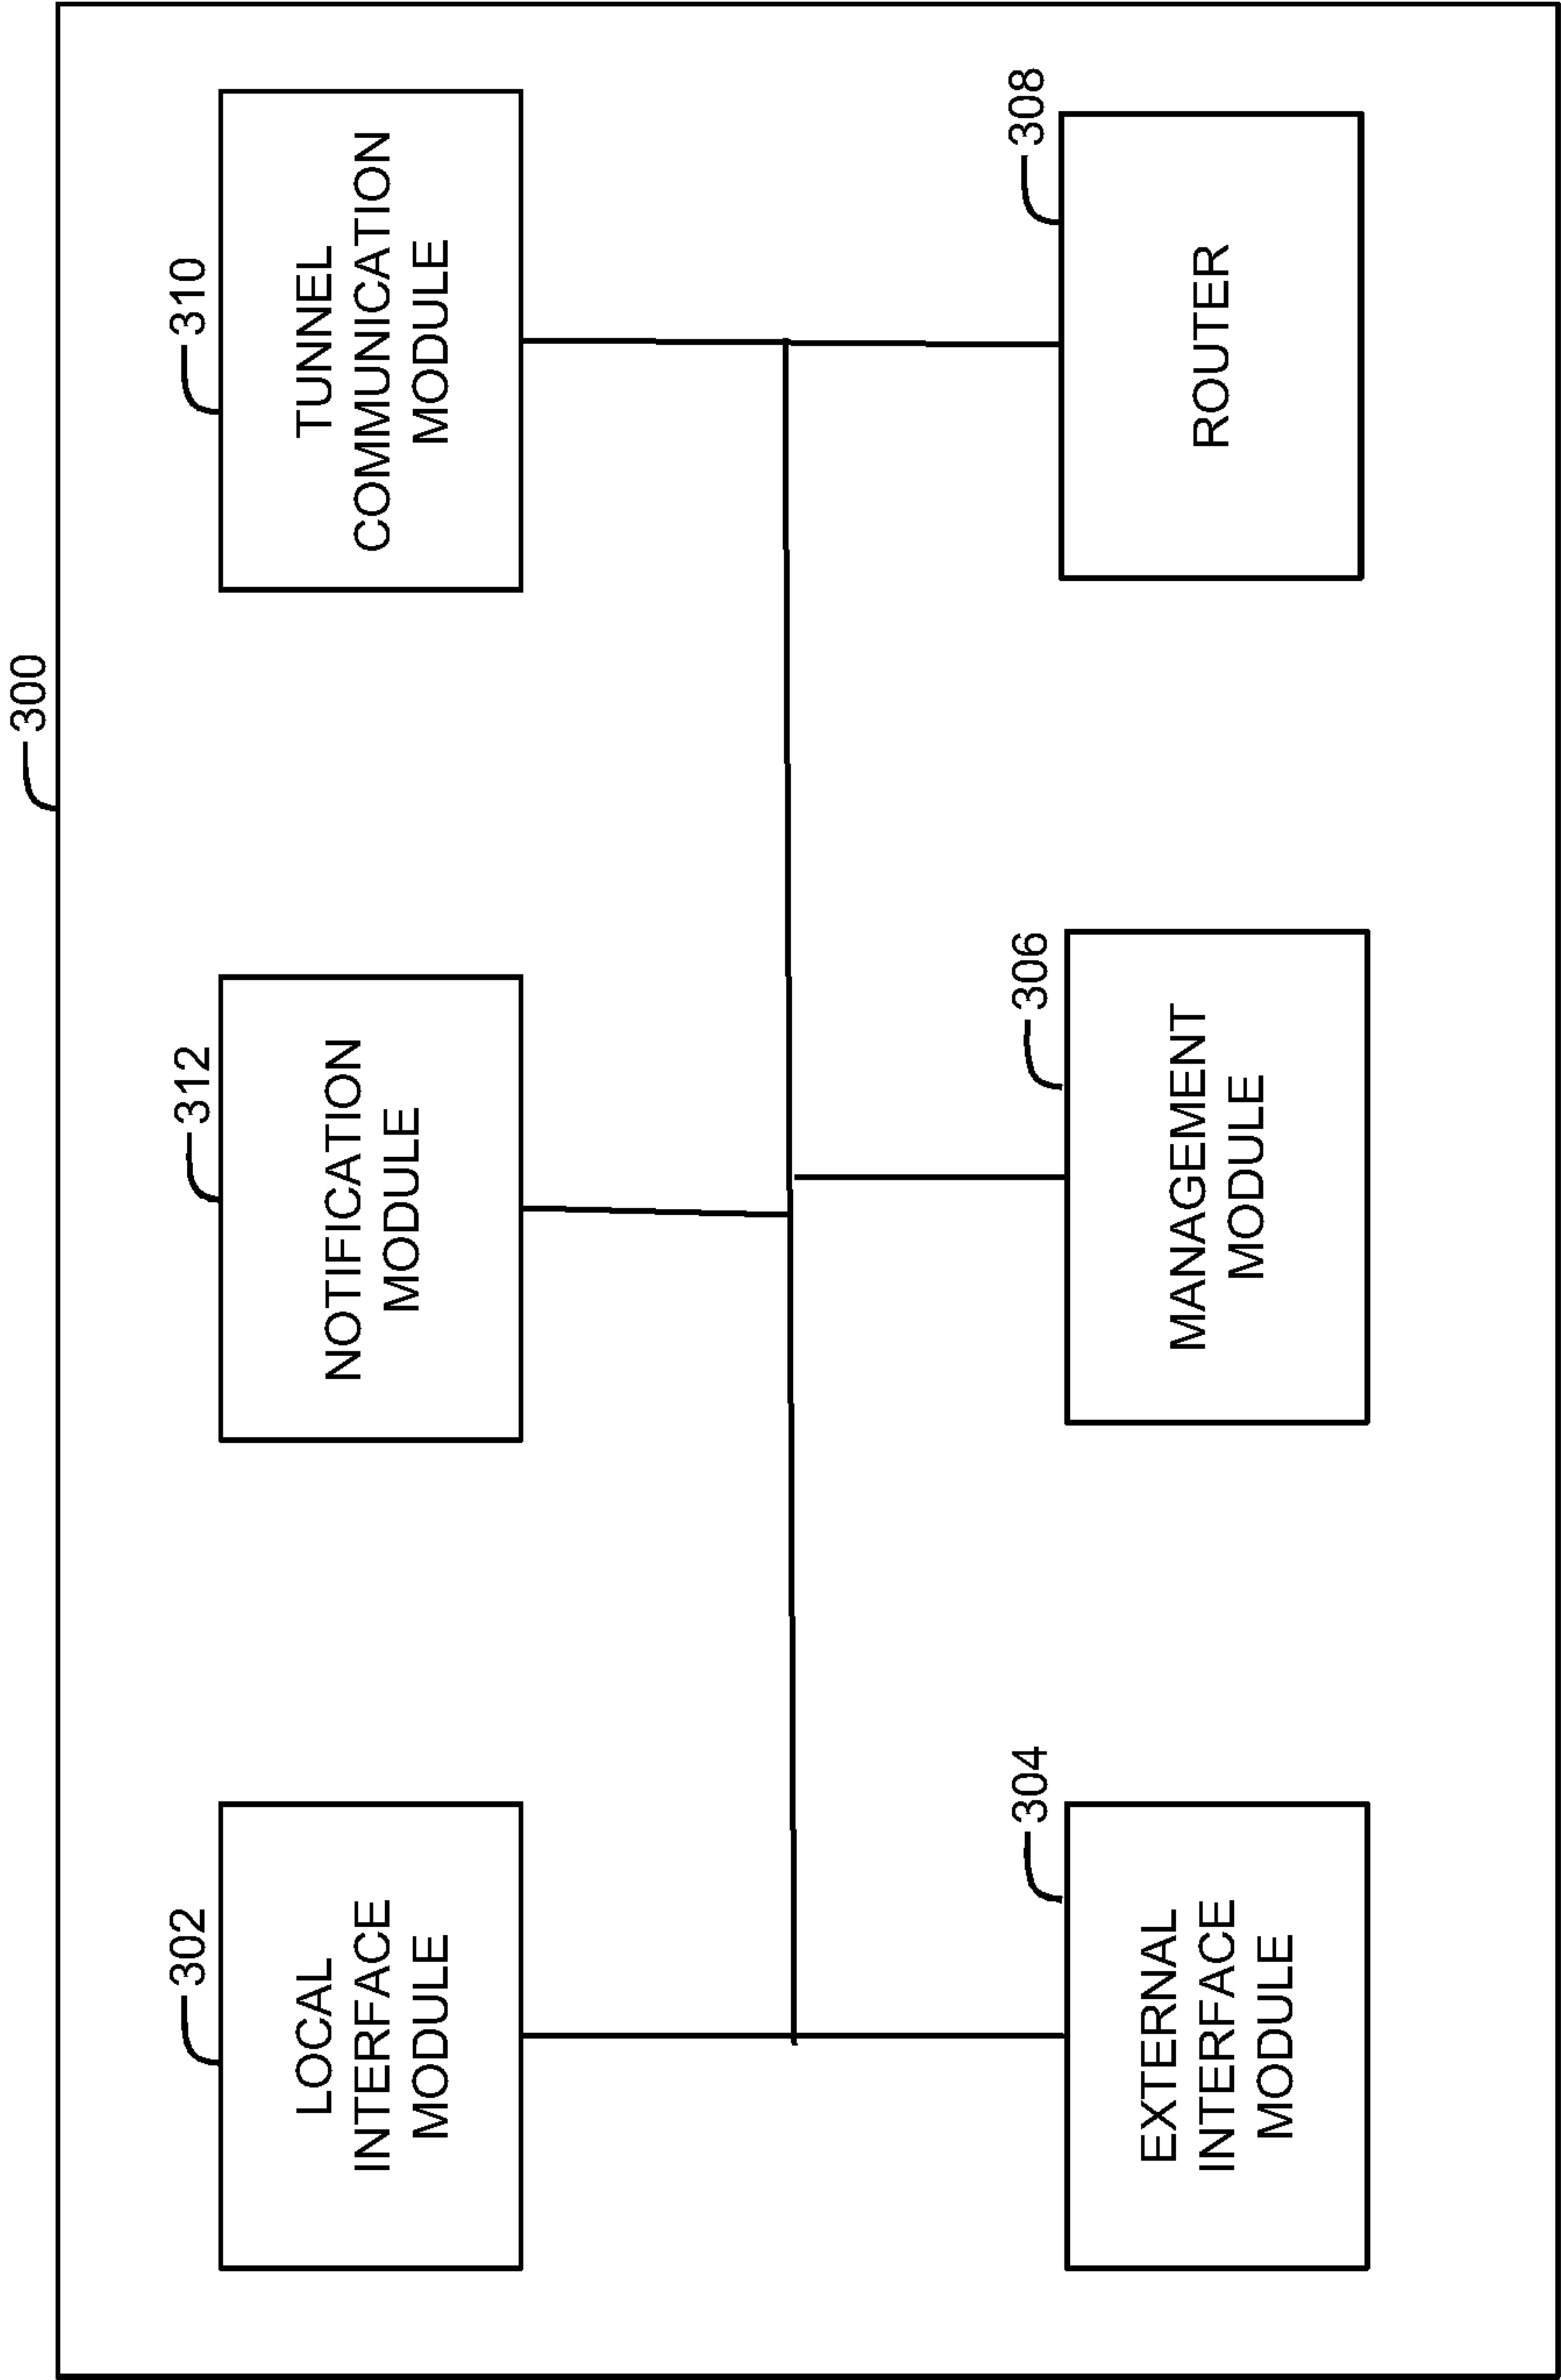 300
302
LOCAL
INTERFACE
MODULE
312
NOTIFICATION
MODULE
310
TUNNEL
COMMUNICATION
MODULE
304
EXTERNAL
INTERFACE
MODULE
306
MANAGEMENT
MODULE
308
ROUTER